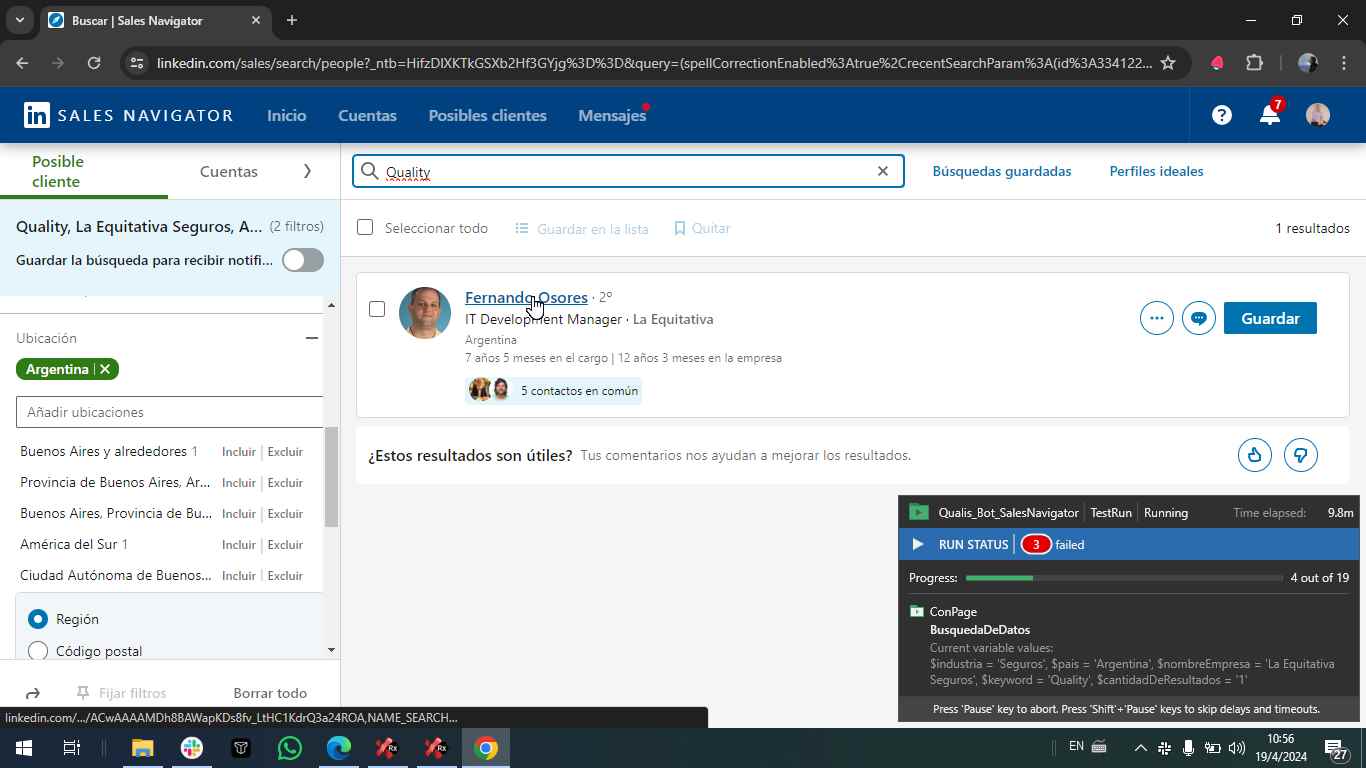 Buscar | Sales Navigator
linkedin.com/sales/search/people?_ntb=HifzDIXKTkGSXb2Hf3GYjg%3D%3D&query=(spellCorrectionEnabled%3Atrue%2CrecentSearchParam%3A(id%3A334122...
in SALES NAVIGATOR
Inicio
Cuentas
Posibles clientes
Mensajes
7
Posible cliente
Cuentas
Quality
Búsquedas guardadas
Perfiles ideales
Quality, La Equitativa Seguros, A... (2 filtros)
Guardar la búsqueda para recibir notifi...
Seleccionar todo
Guardar en la lista
Quitar
1 resultados
Ubicación
Argentina
Añadir ubicaciones
Buenos Aires y alrededores 1 Incluir Excluir
Provincia de Buenos Aires, Ar... Incluir Excluir
Buenos Aires, Provincia de Bu... Incluir Excluir
América del Sur 1 Incluir Excluir
Ciudad Autónoma de Buenos... Incluir Excluir
Región
Código postal
Fijar filtros
Borrar todo
Fernando Osores · 2º
IT Development Manager · La Equitativa
Argentina
7 años 5 meses en el cargo | 12 años 3 meses en la empresa
5 contactos en común
Guardar
¿Estos resultados son útiles? Tus comentarios nos ayudan a mejorar los resultados.
Qualis_Bot_SalesNavigator TestRun Running Time elapsed: 9.8m
RUN STATUS 3 failed
Progress: 4 out of 19
ConPage
BusquedaDeDatos
Current variable values:
$industria = 'Seguros', $pais = 'Argentina', $nombreEmpresa = 'La Equitativa
Seguros', $keyword = 'Quality', $cantidadDeResultados = '1'
Press 'Pause' key to abort. Press 'Shift'+'Pause' keys to skip delays and timeouts.
linkedin.com/.../ACwAAAAMDh8BAWapKDs8fv_LtHC1KdrQ3a24ROA,NAME_SEARCH...
Rx
Rx
EN
10:56
19/4/2024
27